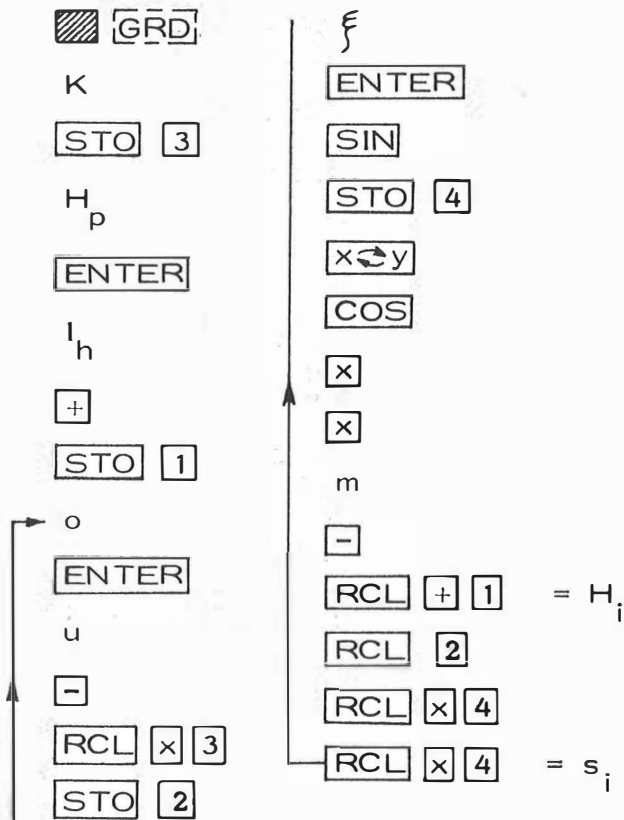 GRD
K
STO 3
Hp
ENTER
Ih
+
STO 1
o
ENTER
u
-
RCL × 3
STO 2
ξ
ENTER
SIN
STO 4
x⇄y
COS
×
×
m
-
RCL + 1 = Hi
RCL 2
RCL × 4
RCL × 4 = si